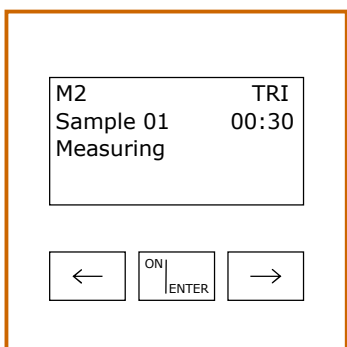 M2 TRI
Sample 01 00:30
Measuring
← ON ENTER →